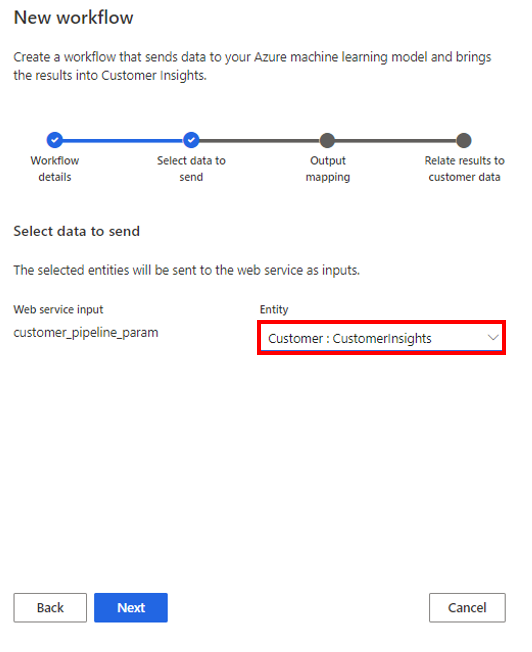 New workflow
Create a workflow that sends data to your Azure machine learning model and brings
the results into Customer Insights.
Workflow
details
Select data to
send
Output
mapping
Relate results to
customer data
Select data to send
The selected entities will be sent to the web service as inputs.
Web service input
customer_pipeline_param
Entity
Customer : CustomerInsights
Back
Next
Cancel